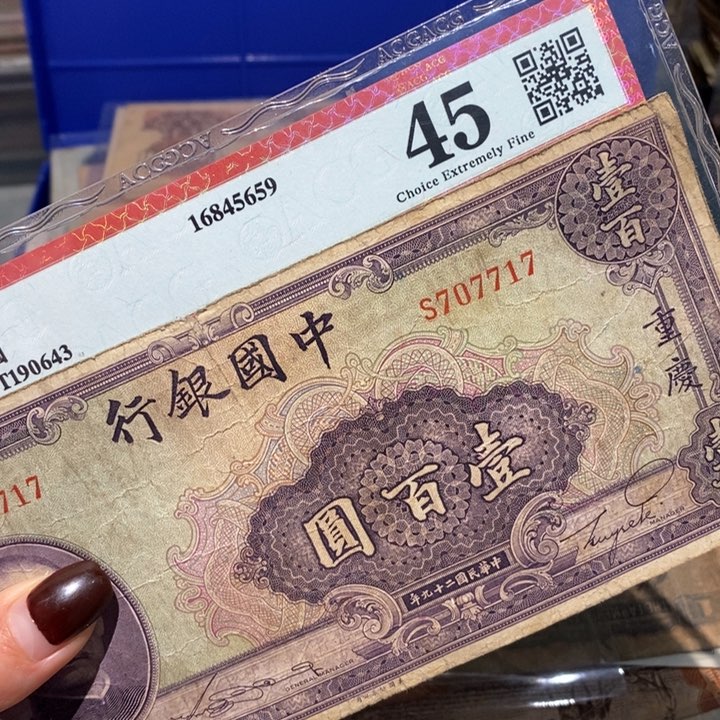 ACGACG
ACGACG
45
Choice Extremely Fine
16845659
T190643
壹百
S707717
中國銀行
重慶
壹百圓
717
MANAGER
中華民國二十九年
GENERAL MANAGER